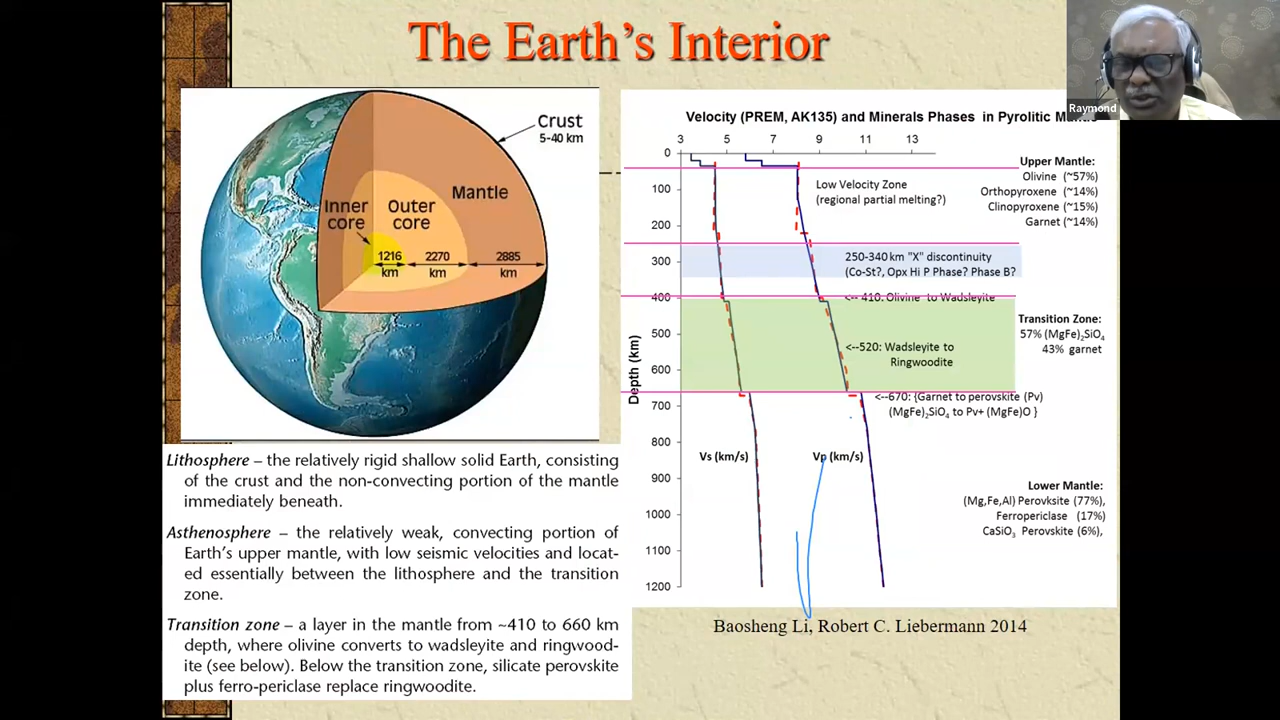 The Earth's Interior
Raymond
Crust
5-40 km
Mantle
Inner
core
Outer
core
1216
km
2270
km
2885
km
Lithosphere – the relatively rigid shallow solid Earth, consisting
of the crust and the non-convecting portion of the mantle
immediately beneath.
Asthenosphere – the relatively weak, convecting portion of
Earth's upper mantle, with low seismic velocities and locat-
ed essentially between the lithosphere and the transition
zone.
Transition zone – a layer in the mantle from ~410 to 660 km
depth, where olivine converts to wadsleyite and ringwood-
ite (see below). Below the transition zone, silicate perovskite
plus ferro-periclase replace ringwoodite.
Velocity (PREM, AK135) and Minerals Phases in Pyrolitic
3 5 7 9 11 13
0
100
200
300
400
500
600
700
800
900
1000
1100
1200
Depth (km)
Low Velocity Zone
(regional partial melting?)
250-340 km "X" discontinuity
(Co-St?, Opx Hi P Phase? Phase B?
<-- 410: Olivine to Wadsleyite
<--520: Wadsleyite to
Ringwoodite
<--670: {Garnet to perovskite (Pv)
(MgFe)₂SiO₄ to Pv+ (MgFe)O }
Vs (km/s)
Vp (km/s)
Upper Mantle:
Olivine (~57%)
Orthopyroxene (~14%)
Clinopyroxene (~15%)
Garnet (~14%)
Transition Zone:
57% (MgFe)₂SiO₄
43% garnet
Lower Mantle:
(Mg,Fe,Al) Perovksite (77%)
Ferropericlase (17%)
CaSiO₃ Perovskite (6%),
Baosheng Li, Robert C. Liebermann 2014